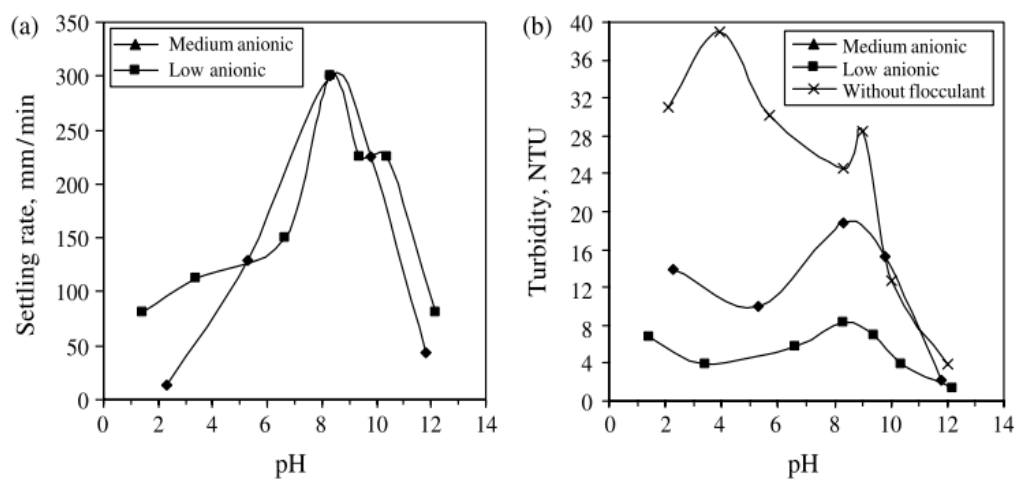 (a)
350
300
250
200
150
100
50
0
Settling rate, mm/min
Medium anionic
Low anionic
0 2 4 6 8 10 12 14
pH
(b)
40
36
32
28
24
20
16
12
8
4
0
Turbidity, NTU
Medium anionic
Low anionic
Without flocculant
0 2 4 6 8 10 12 14
pH